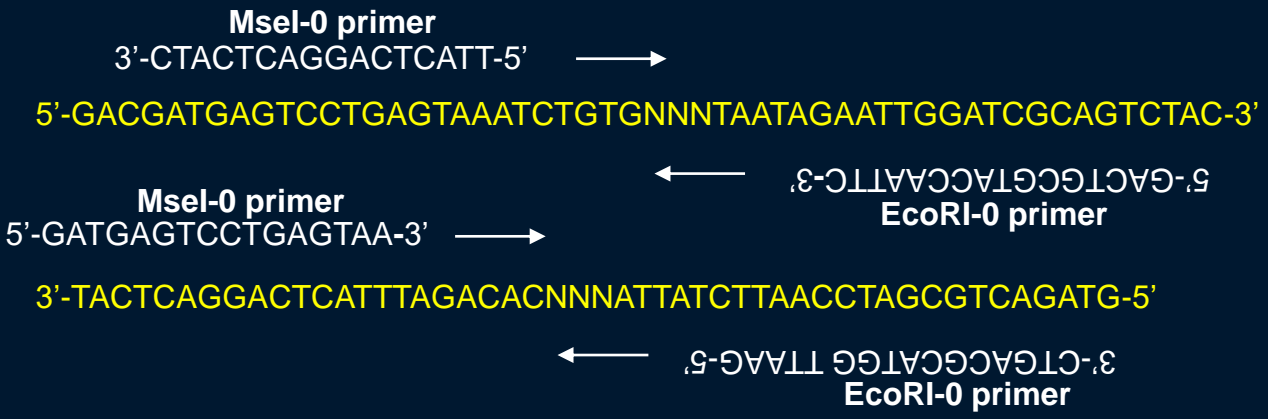 MseI-0 primer
3’-CTACTCAGGACTCATT-5’
5’-GACGATGAGTCCTGAGTAAATCTGTGNNNTAATAGAATTGGATCGCAGTCTAC-3’
5’-GACTGCGTACCAATTC-3’
EcoRI-0 primer
MseI-0 primer
5’-GATGAGTCCTGAGTAA-3’
3’-TACTCAGGACTCATTTAGACACNNNATTATCTTAACCTAGCGTCAGATG-5’
3’-CTGACGCATGG TTAAG-5’
EcoRI-0 primer